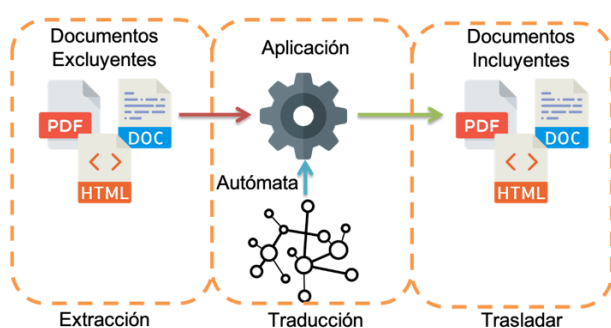 Documentos
Excluyentes
PDF
DOC
< >
HTML
Extracción
Aplicación
Autómata
Traducción
Documentos
Incluyentes
PDF
DOC
< >
HTML
Trasladar